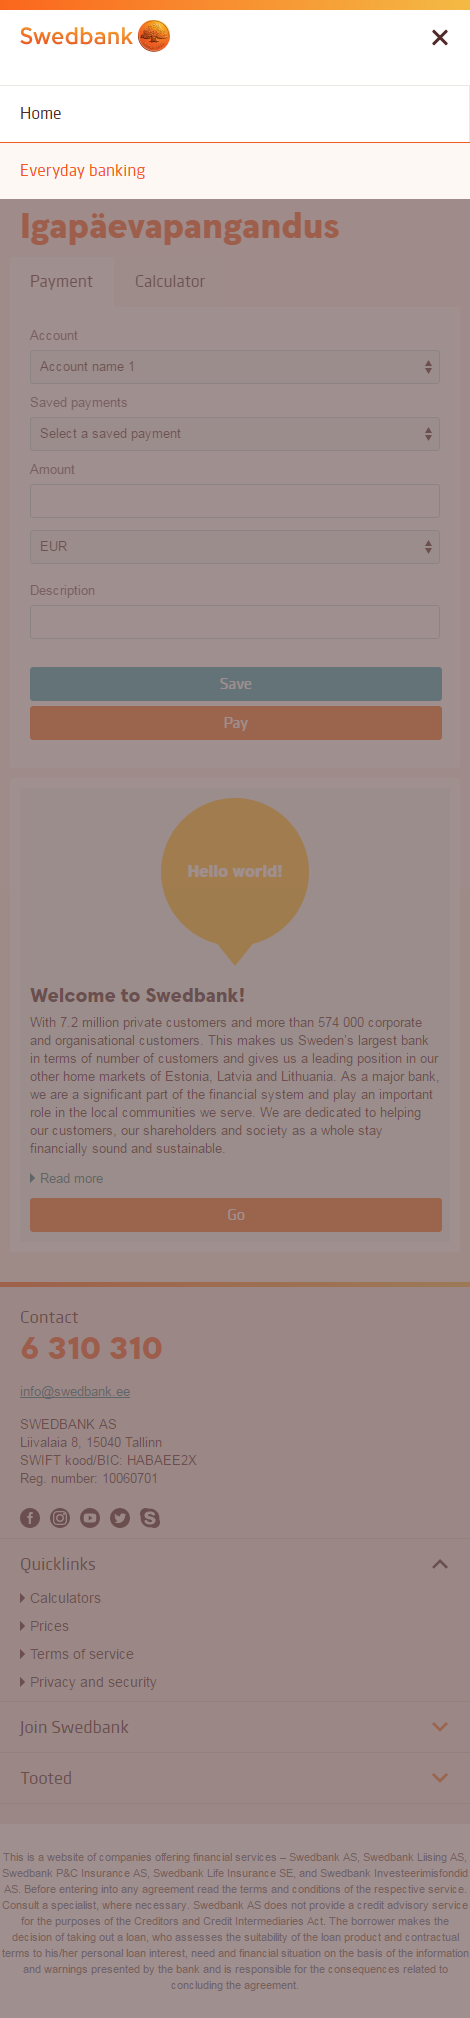 Swedbank
Home
Everyday banking
Igapäevapangandus
Payment Calculator
Account
Account name 1
Saved payments
Select a saved payment
Amount
EUR
Description
Save
Pay
Hello world!
Welcome to Swedbank!
With 7.2 million private customers and more than 574 000 corporate
and organisational customers. This makes us Sweden's largest bank
in terms of number of customers and gives us a leading position in our
other home markets of Estonia, Latvia and Lithuania. As a major bank,
we are a significant part of the financial system and play an important
role in the local communities we serve. We are dedicated to helping
our customers, our shareholders and society as a whole stay
financially sound and sustainable.
Read more
Go
Contact
6 310 310
info@swedbank.ee
SWEDBANK AS
Liivalaia 8, 15040 Tallinn
SWIFT kood/BIC: HABAEE2X
Reg. number: 10060701
Quicklinks
Calculators
Prices
Terms of service
Privacy and security
Join Swedbank
Tooted
This is a website of companies offering financial services – Swedbank AS, Swedbank Liising AS,
Swedbank P&C Insurance AS, Swedbank Life Insurance SE, and Swedbank Investeerimisfondid
AS. Before entering into any agreement read the terms and conditions of the respective service.
Consult a specialist, where necessary. Swedbank AS does not provide a credit advisory service
for the purposes of the Creditors and Credit Intermediaries Act. The borrower makes the
decision of taking out a loan, who assesses the suitability of the loan product and contractual
terms to his/her personal loan interest, need and financial situation on the basis of the information
and warnings presented by the bank and is responsible for the consequences related to
concluding the agreement.